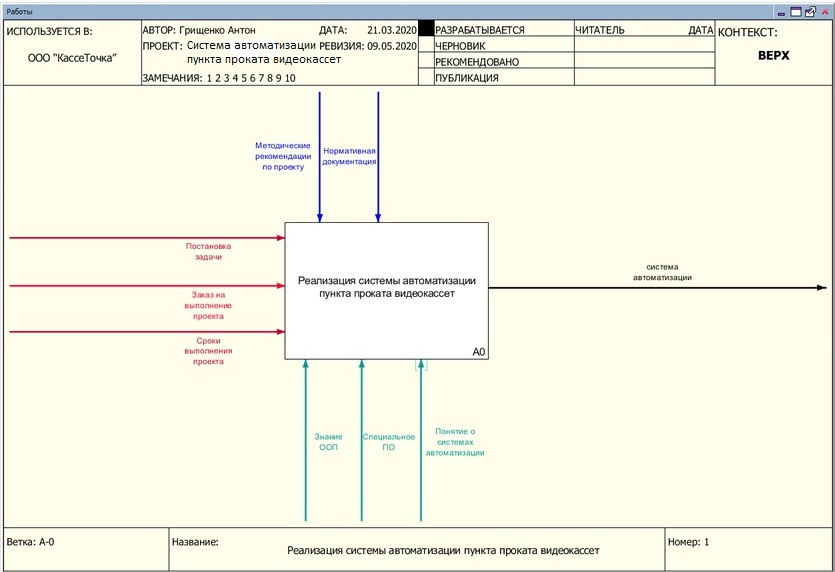 Работы
ИСПОЛЬЗУЕТСЯ В:
ООО “КассеТочка”
АВТОР: Грищенко Антон
ДАТА: 21.03.2020
ПРОЕКТ: Система автоматизации
пункта проката видеокассет
РЕВИЗИЯ: 09.05.2020
ЗАМЕЧАНИЯ: 1 2 3 4 5 6 7 8 9 10
РАЗРАБАТЫВАЕТСЯ
ЧЕРНОВИК
РЕКОМЕНДОВАНО
ПУБЛИКАЦИЯ
ЧИТАТЕЛЬ
ДАТА
КОНТЕКСТ:
ВЕРХ
Методические
рекомендации
по проекту
Нормативная
документация
Постановка
задачи
Заказ на
выполнение
проекта
Сроки
выполнения
проекта
Реализация системы автоматизации
пункта проката видеокассет
A0
система
автоматизации
Знание
ООП
Специальное
ПО
Понятие о
системах
автоматизации
Ветка: A-0
Название:
Реализация системы автоматизации пункта проката видеокассет
Номер: 1